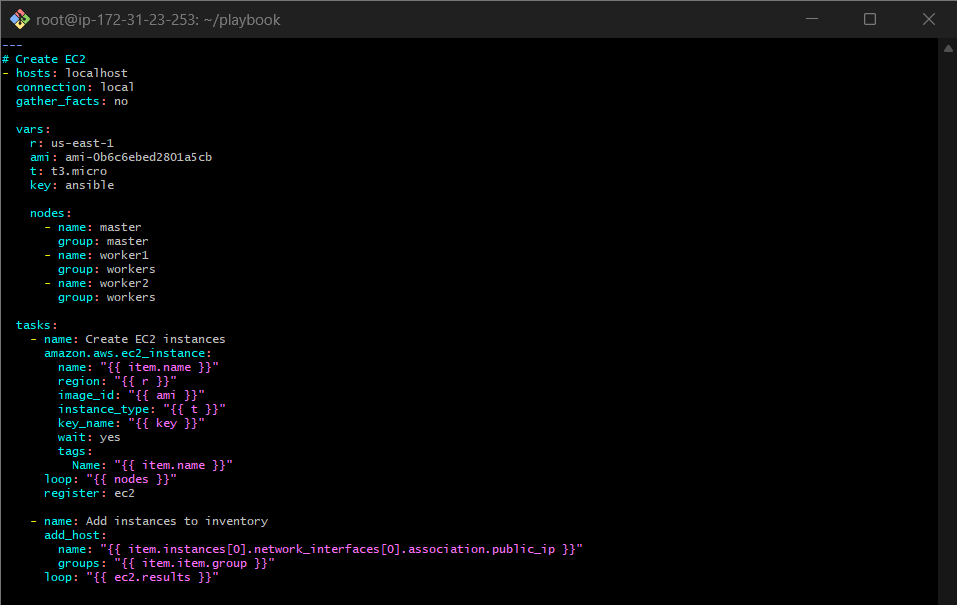 root@ip-172-31-23-253: ~/playbook
---
# Create EC2
- hosts: localhost
  connection: local
  gather_facts: no

  vars:
    r: us-east-1
    ami: ami-0b6c6ebed2801a5cb
    t: t3.micro
    key: ansible

    nodes:
      - name: master
        group: master
      - name: worker1
        group: workers
      - name: worker2
        group: workers

  tasks:
    - name: Create EC2 instances
      amazon.aws.ec2_instance:
        name: "{{ item.name }}"
        region: "{{ r }}"
        image_id: "{{ ami }}"
        instance_type: "{{ t }}"
        key_name: "{{ key }}"
        wait: yes
        tags:
          Name: "{{ item.name }}"
      loop: "{{ nodes }}"
      register: ec2

    - name: Add instances to inventory
      add_host:
        name: "{{ item.instances[0].network_interfaces[0].association.public_ip }}"
        groups: "{{ item.item.group }}"
      loop: "{{ ec2.results }}"